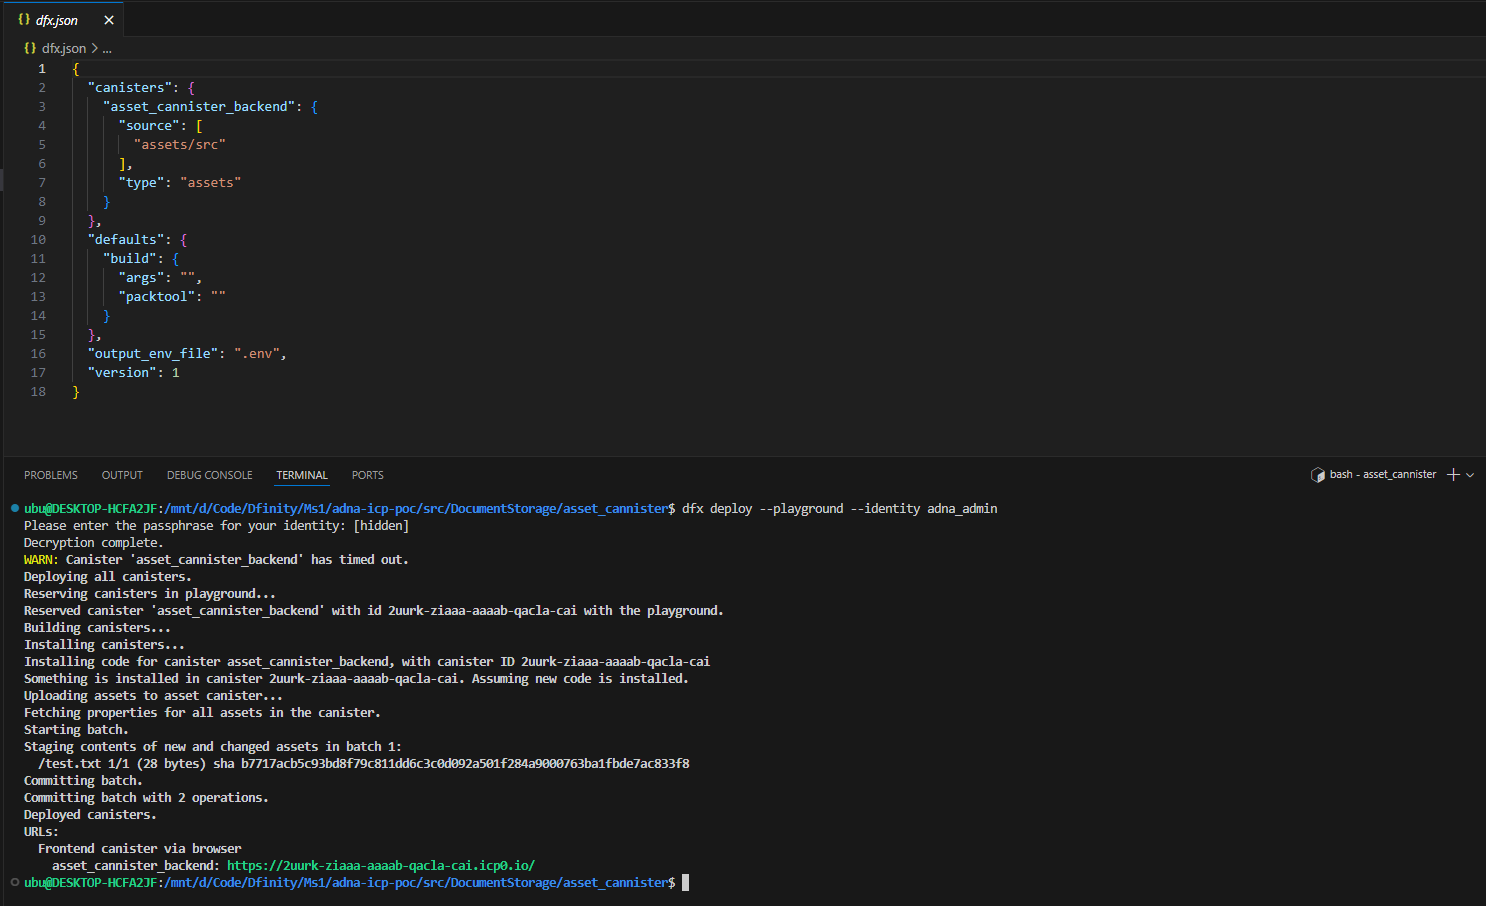 {} dfx.json ×
{} dfx.json > ...
1 {
2 "canisters": {
3 "asset_cannister_backend": {
4 "source": [
5 "assets/src"
6 ],
7 "type": "assets"
8 }
9 },
10 "defaults": {
11 "build": {
12 "args": "",
13 "packtool": ""
14 }
15 },
16 "output_env_file": ".env",
17 "version": 1
18 }
PROBLEMS OUTPUT DEBUG CONSOLE TERMINAL PORTS bash - asset_cannister
ubu@DESKTOP-HCFA2JF:/mnt/d/Code/Dfinity/Ms1/adna-icp-poc/src/DocumentStorage/asset_cannister$ dfx deploy --playground --identity adna_admin
Please enter the passphrase for your identity: [hidden]
Decryption complete.
WARN: Canister 'asset_cannister_backend' has timed out.
Deploying all canisters.
Reserving canisters in playground...
Reserved canister 'asset_cannister_backend' with id 2uurk-ziaaa-aaaab-qacla-cai with the playground.
Building canisters...
Installing canisters...
Installing code for canister asset_cannister_backend, with canister ID 2uurk-ziaaa-aaaab-qacla-cai
Something is installed in canister 2uurk-ziaaa-aaaab-qacla-cai. Assuming new code is installed.
Uploading assets to asset canister...
Fetching properties for all assets in the canister.
Starting batch.
Staging contents of new and changed assets in batch 1:
/test.txt 1/1 (28 bytes) sha b7717acb5c93bd8f79c811dd6c3c0d092a501f284a9000763ba1fbde7ac833f8
Committing batch.
Committing batch with 2 operations.
Deployed canisters.
URLs:
Frontend canister via browser
asset_cannister_backend: https://2uurk-ziaaa-aaaab-qacla-cai.icp0.io/
ubu@DESKTOP-HCFA2JF:/mnt/d/Code/Dfinity/Ms1/adna-icp-poc/src/DocumentStorage/asset_cannister$